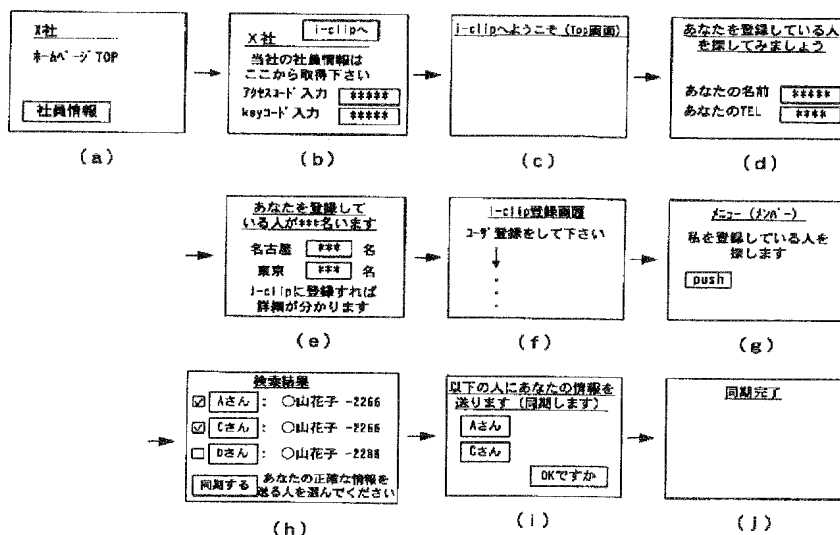 X社
ホームページTOP
社員情報
(a)
i-clipへ
X社
当社の社員情報は
ここから取得下さい
アクセスコード入力 *****
keyコード入力 *****
(b)
i-clipへようこそ (Top画面)
(c)
あなたを登録している人
を探してみましょう
あなたの名前 *****
あなたのTEL ****
(d)
あなたを登録して
いる人が***名います
名古屋 *** 名
東京 *** 名
i-clipに登録すれば
詳細が分かります
(e)
i-clip登録画面
ユーザ登録をして下さい
(f)
メニュー (メンバー)
私を登録している人を
探します
push
(g)
検索結果
Aさん : ○山花子 -2266
Cさん : ○山花子 -2266
Dさん : ○山花子 -2288
同期する
あなたの正確な情報を
送る人を選んでください
(h)
以下の人にあなたの情報を
送ります (同期します)
Aさん
Cさん
OKですか
(i)
同期完了
(j)